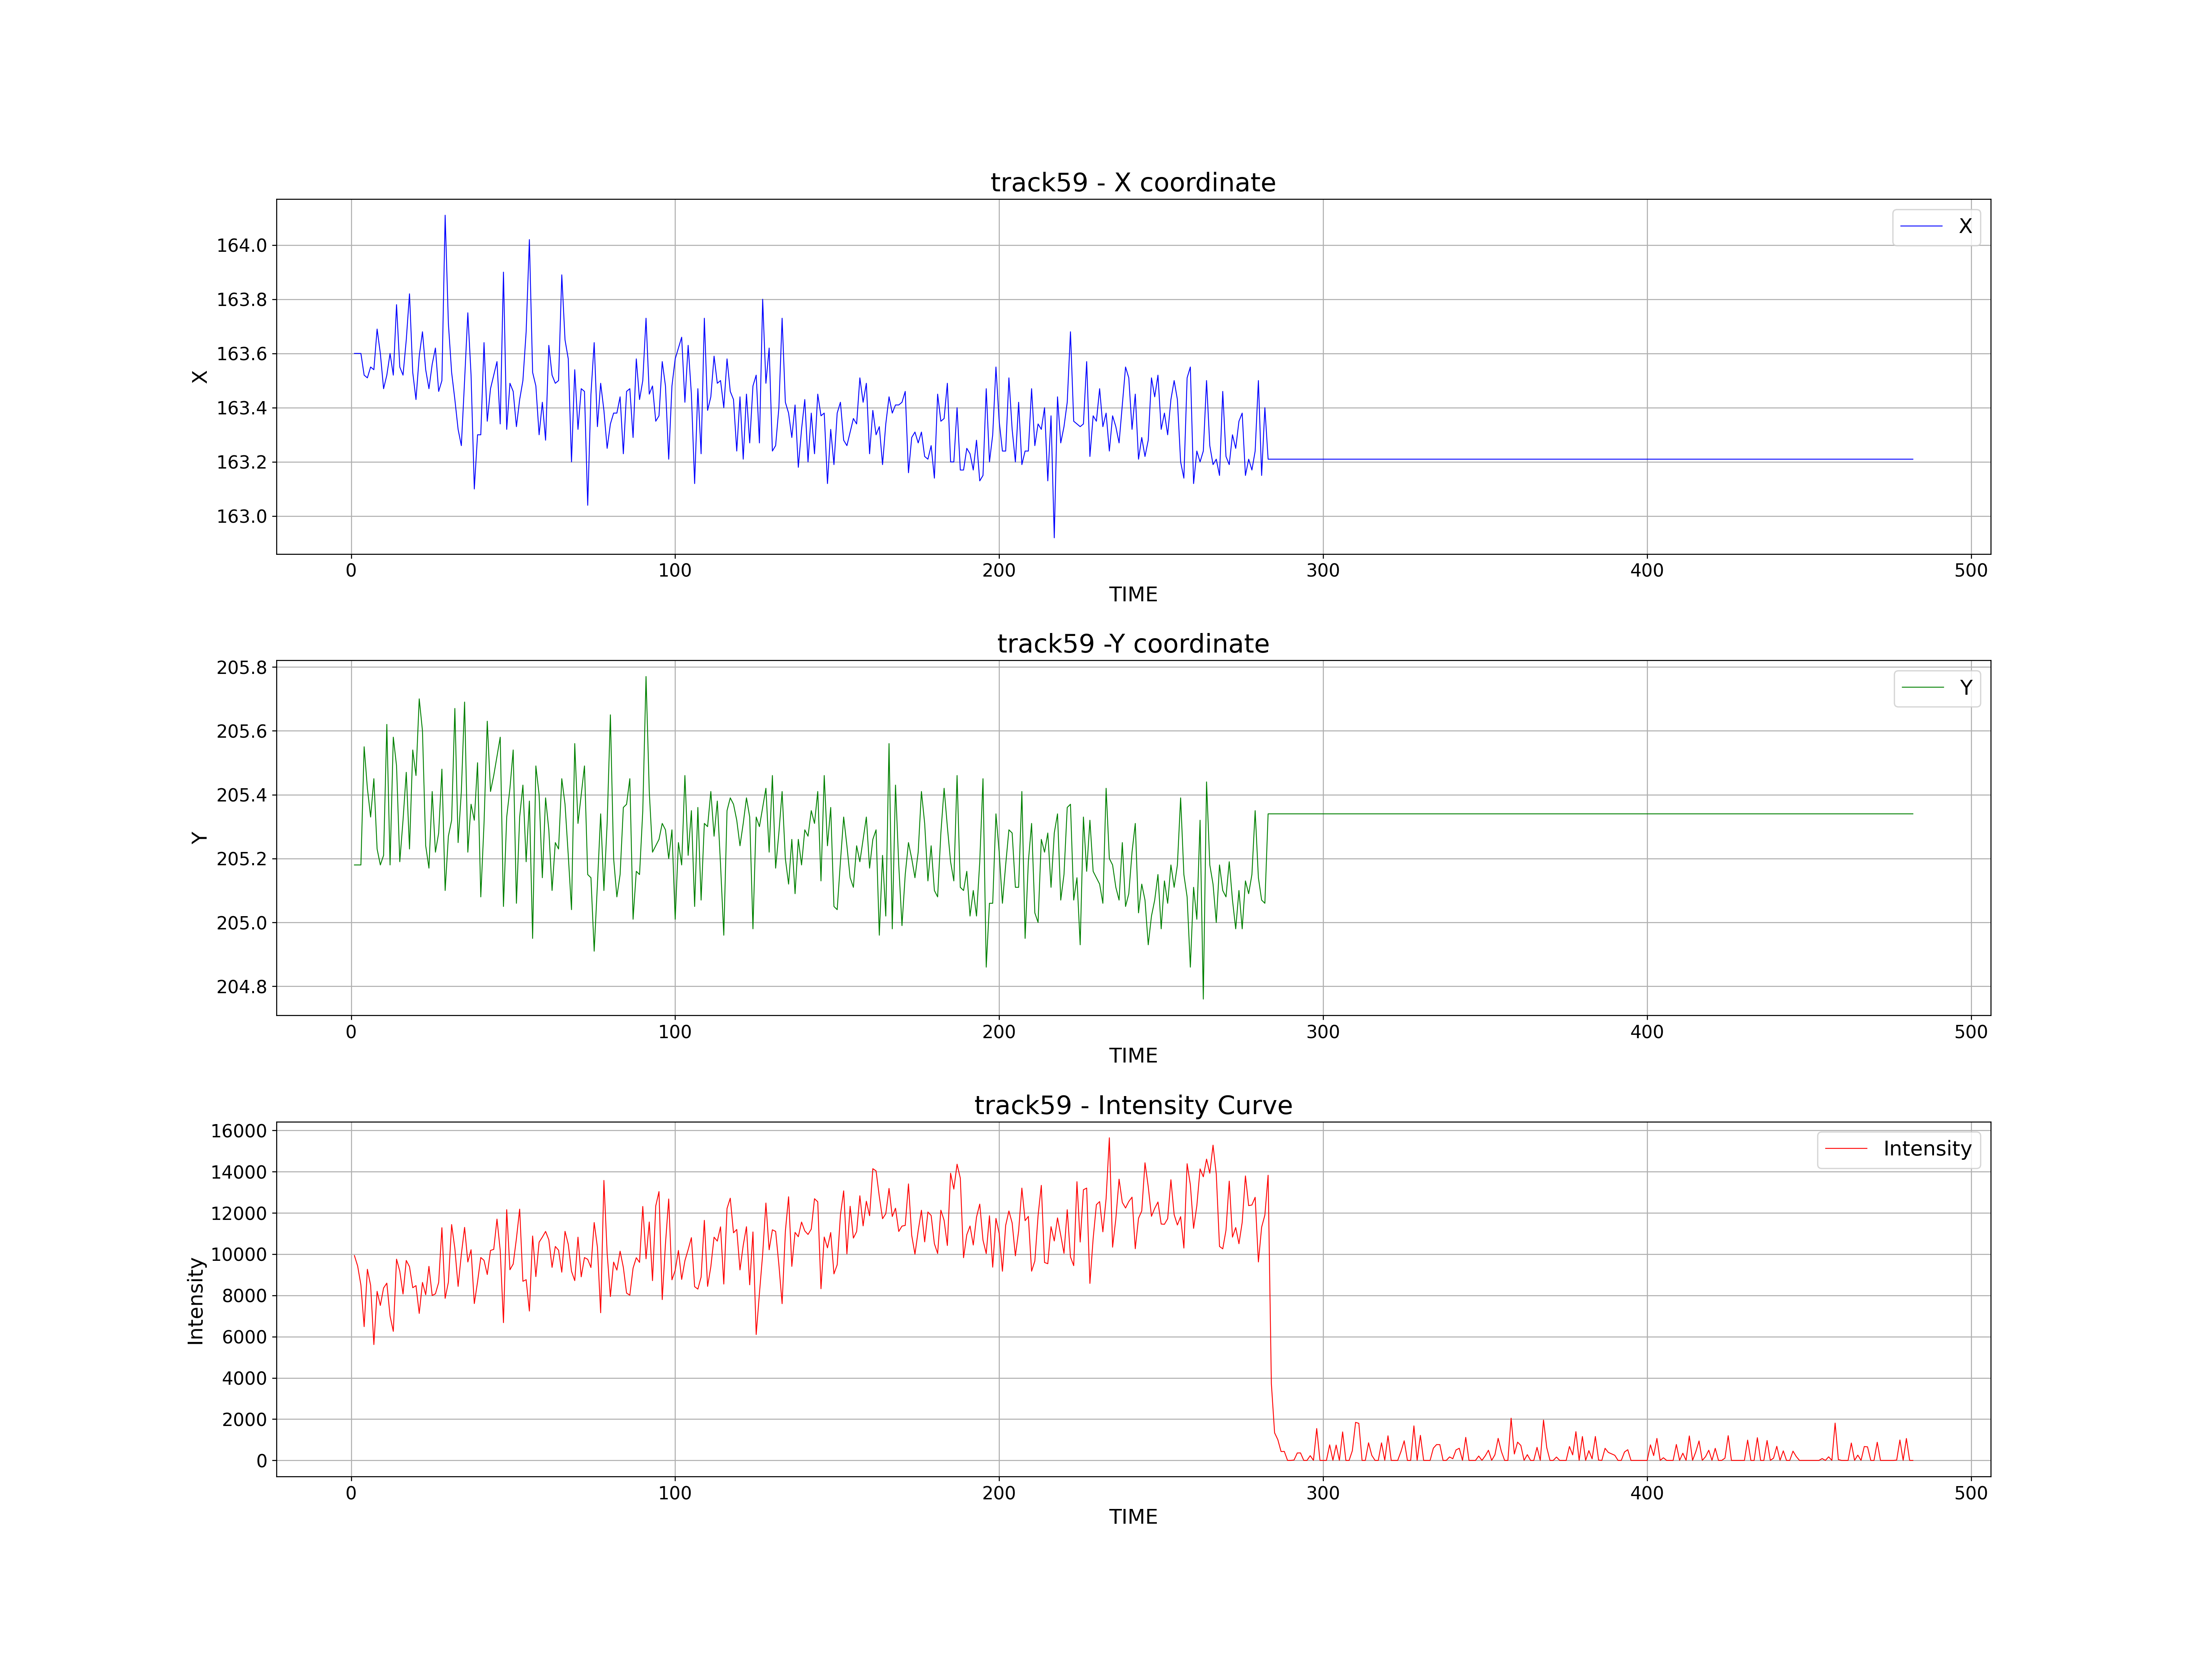 track59 - X coordinate
X
164.0
163.8
163.6
163.4
163.2
163.0
X
0 100 200 300 400 500
TIME
track59 -Y coordinate
Y
205.8
205.6
205.4
205.2
205.0
204.8
Y
0 100 200 300 400 500
TIME
track59 - Intensity Curve
Intensity
16000
14000
12000
10000
8000
6000
4000
2000
0
Intensity
0 100 200 300 400 500
TIME